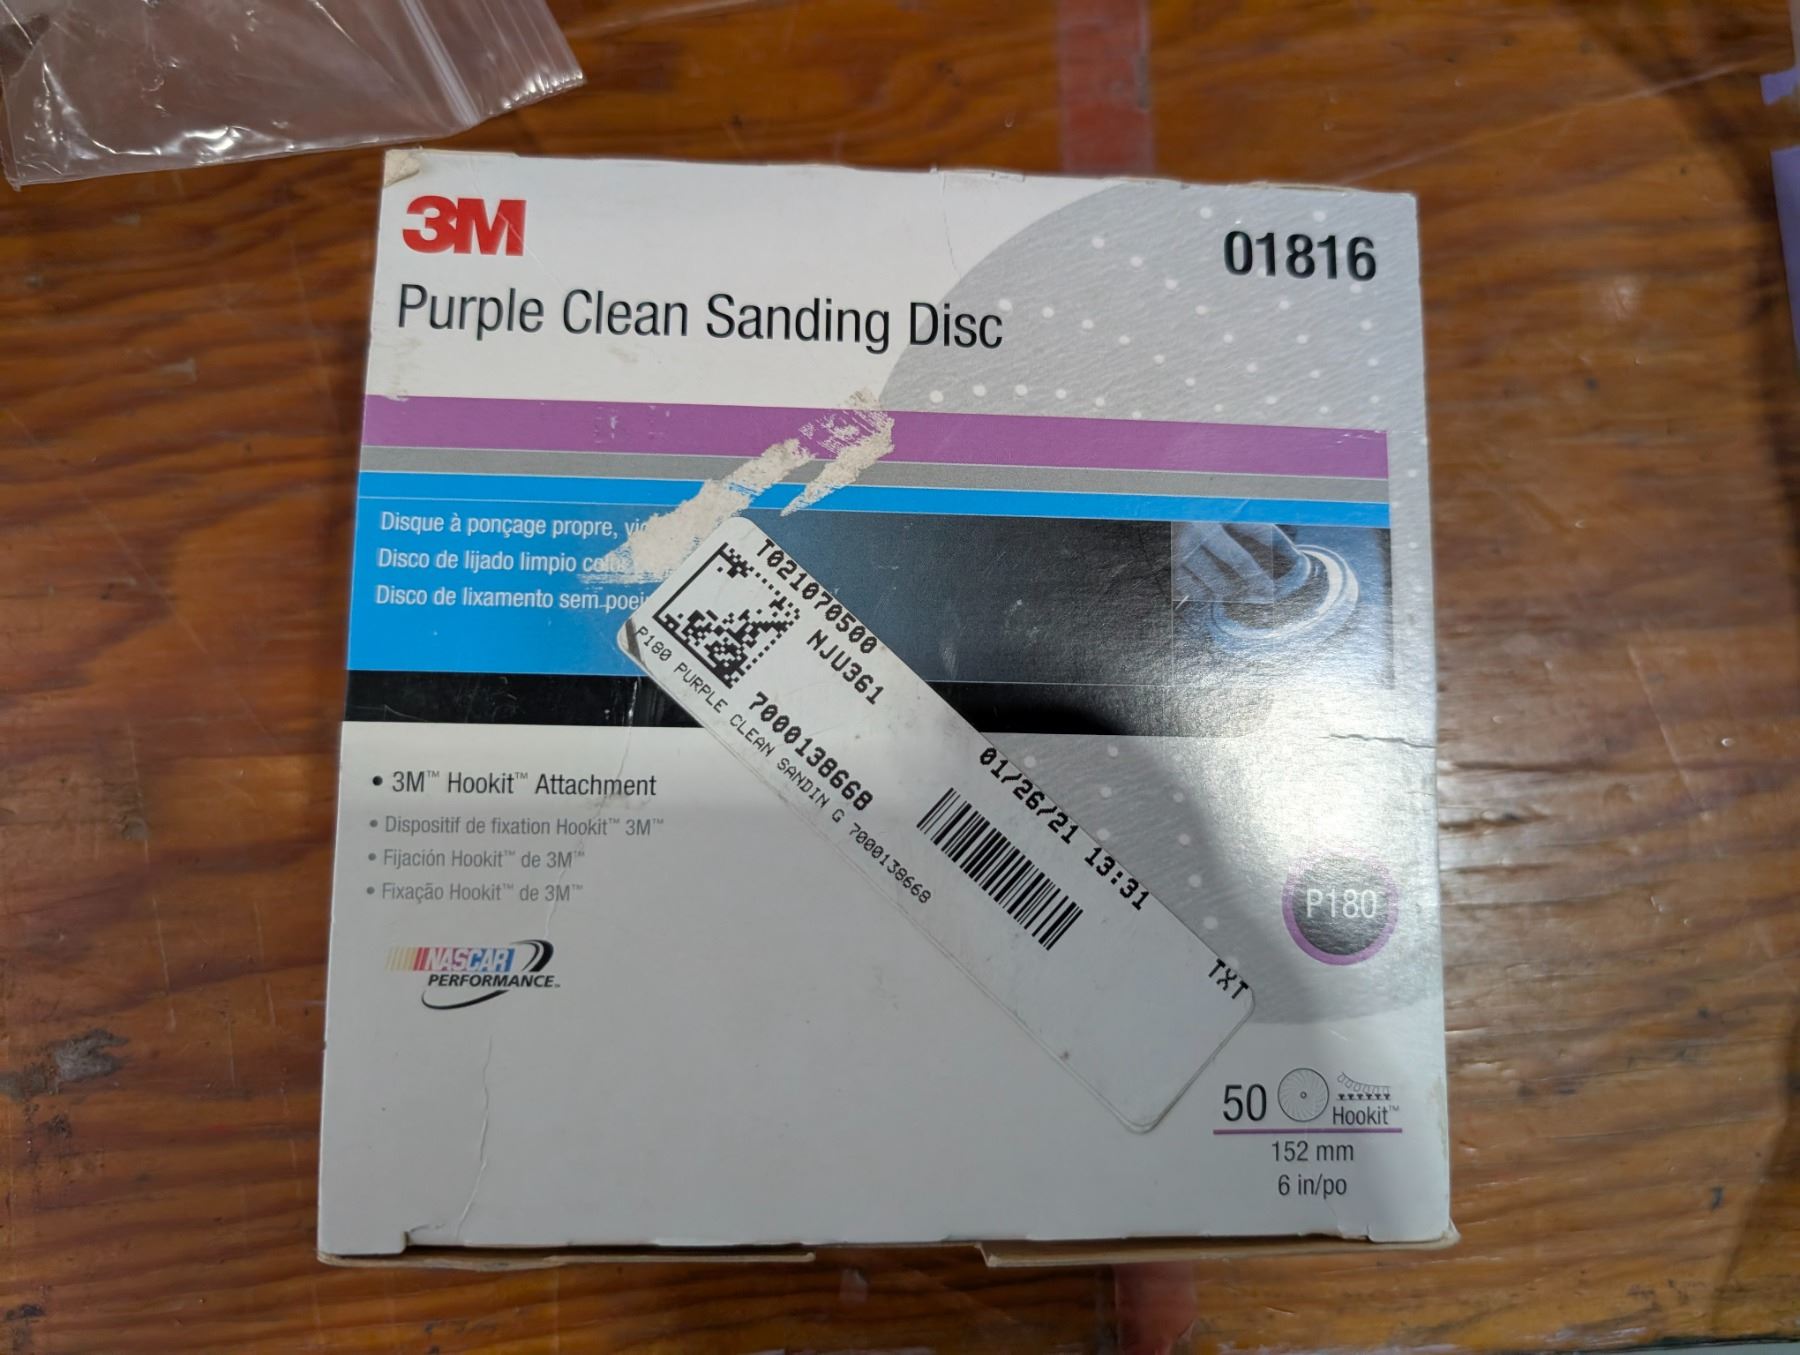 3M
01816
Purple Clean Sanding Disc
Disque à ponçage propre,
Disco de lijado limpio
Disco de lixamento sem
T021070500
NJU361
7000138668
P180 PURPLE CLEAN SANDIN G 7000138668
01/26/21 13:31
TXT
• 3M™ Hookit™ Attachment
• Dispositif de fixation Hookit™ 3M™
• Fijación Hookit™ de 3M™
• Fixação Hookit™ de 3M™
P180
NASCAR
PERFORMANCE™
50
Hookit™
152 mm
6 in/po